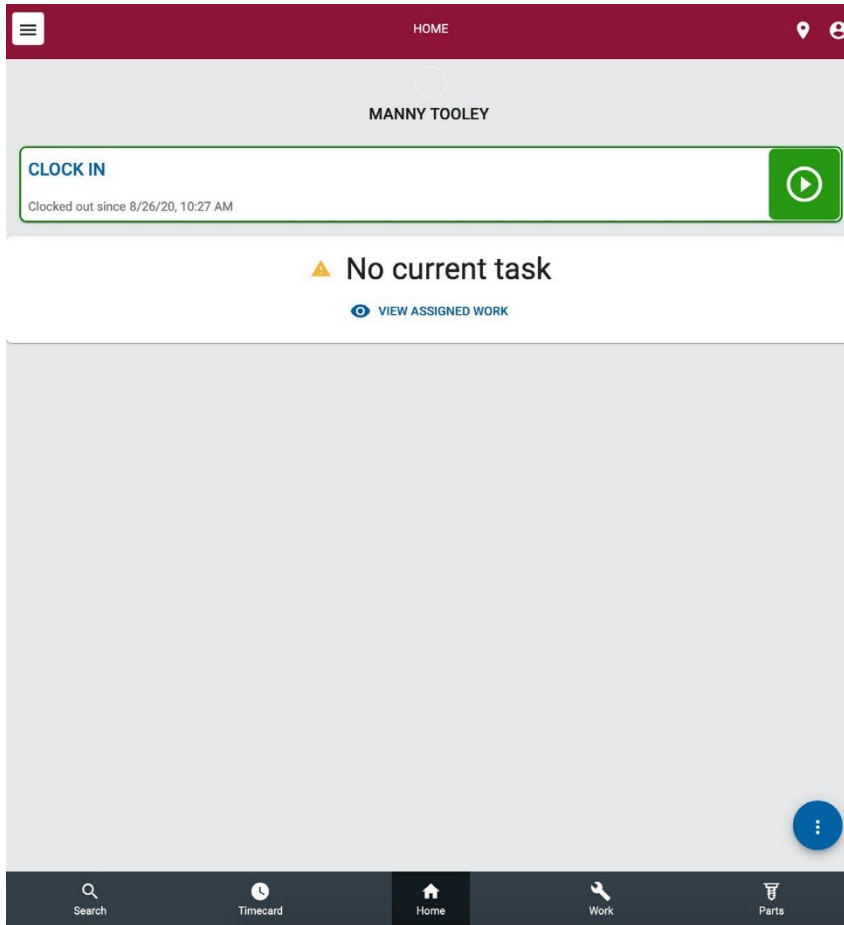 HOME
MANNY TOOLEY
CLOCK IN
Clocked out since 8/26/20, 10:27 AM
No current task
VIEW ASSIGNED WORK
Search
Timecard
Home
Work
Parts